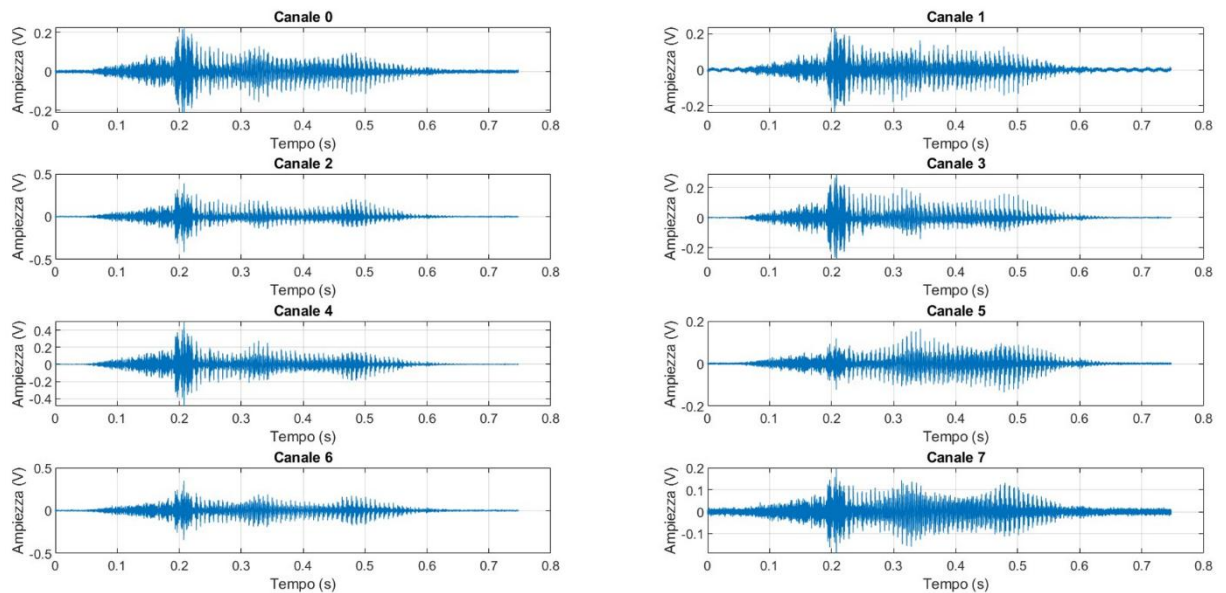 Canale 0
Ampiezza (V)
0.2
0
-0.2
0 0.1 0.2 0.3 0.4 0.5 0.6 0.7 0.8
Tempo (s)
Canale 1
Ampiezza (V)
0.2
0
-0.2
0 0.1 0.2 0.3 0.4 0.5 0.6 0.7 0.8
Tempo (s)
Canale 2
Ampiezza (V)
0.5
0
-0.5
0 0.1 0.2 0.3 0.4 0.5 0.6 0.7 0.8
Tempo (s)
Canale 3
Ampiezza (V)
0.2
0
-0.2
0 0.1 0.2 0.3 0.4 0.5 0.6 0.7 0.8
Tempo (s)
Canale 4
Ampiezza (V)
0.4
0.2
0
-0.2
-0.4
0 0.1 0.2 0.3 0.4 0.5 0.6 0.7 0.8
Tempo (s)
Canale 5
Ampiezza (V)
0.2
0
-0.2
0 0.1 0.2 0.3 0.4 0.5 0.6 0.7 0.8
Tempo (s)
Canale 6
Ampiezza (V)
0.5
0
-0.5
0 0.1 0.2 0.3 0.4 0.5 0.6 0.7 0.8
Tempo (s)
Canale 7
Ampiezza (V)
0.2
0.1
0
-0.1
0 0.1 0.2 0.3 0.4 0.5 0.6 0.7 0.8
Tempo (s)